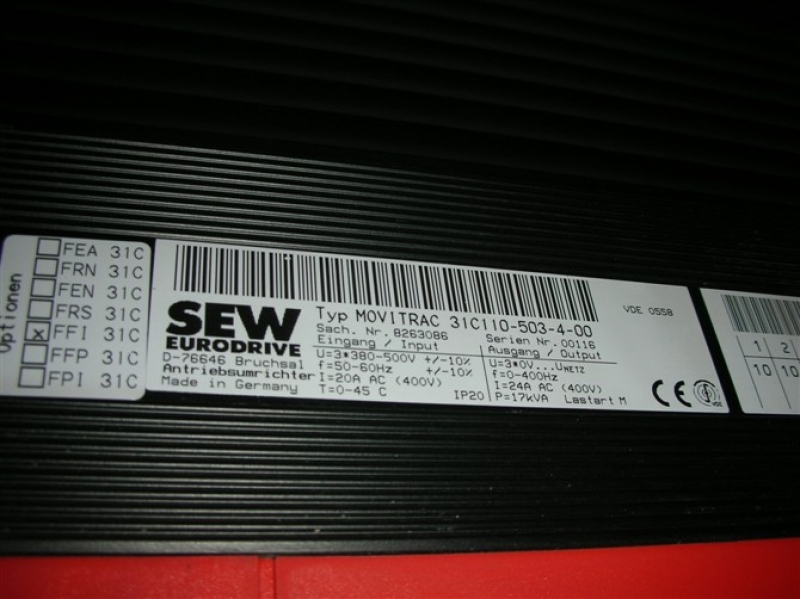 Optionen
FEA 31C
FRN 31C
FEN 31C
FRS 31C
x FFI 31C
FFP 31C
FPI 31C
SEW
EURODRIVE
D-76646 Bruchsal
Antriebsumrichter
Made in Germany
Typ MOVITRAC 31C110-503-4-00
Sach. Nr. 8263086
Serien Nr. 00116
Eingang / Input
U=3*380-500V +/-10%
f=50-60Hz +/-10%
I=20A AC (400V)
T=0-45 C
IP20
Ausgang / Output
U=3*0V...UNETZ
f=0-400Hz
I=24A AC (400V)
P=17kVA Lastart M
VDE 0558
CE
VDE
1 2
10 10